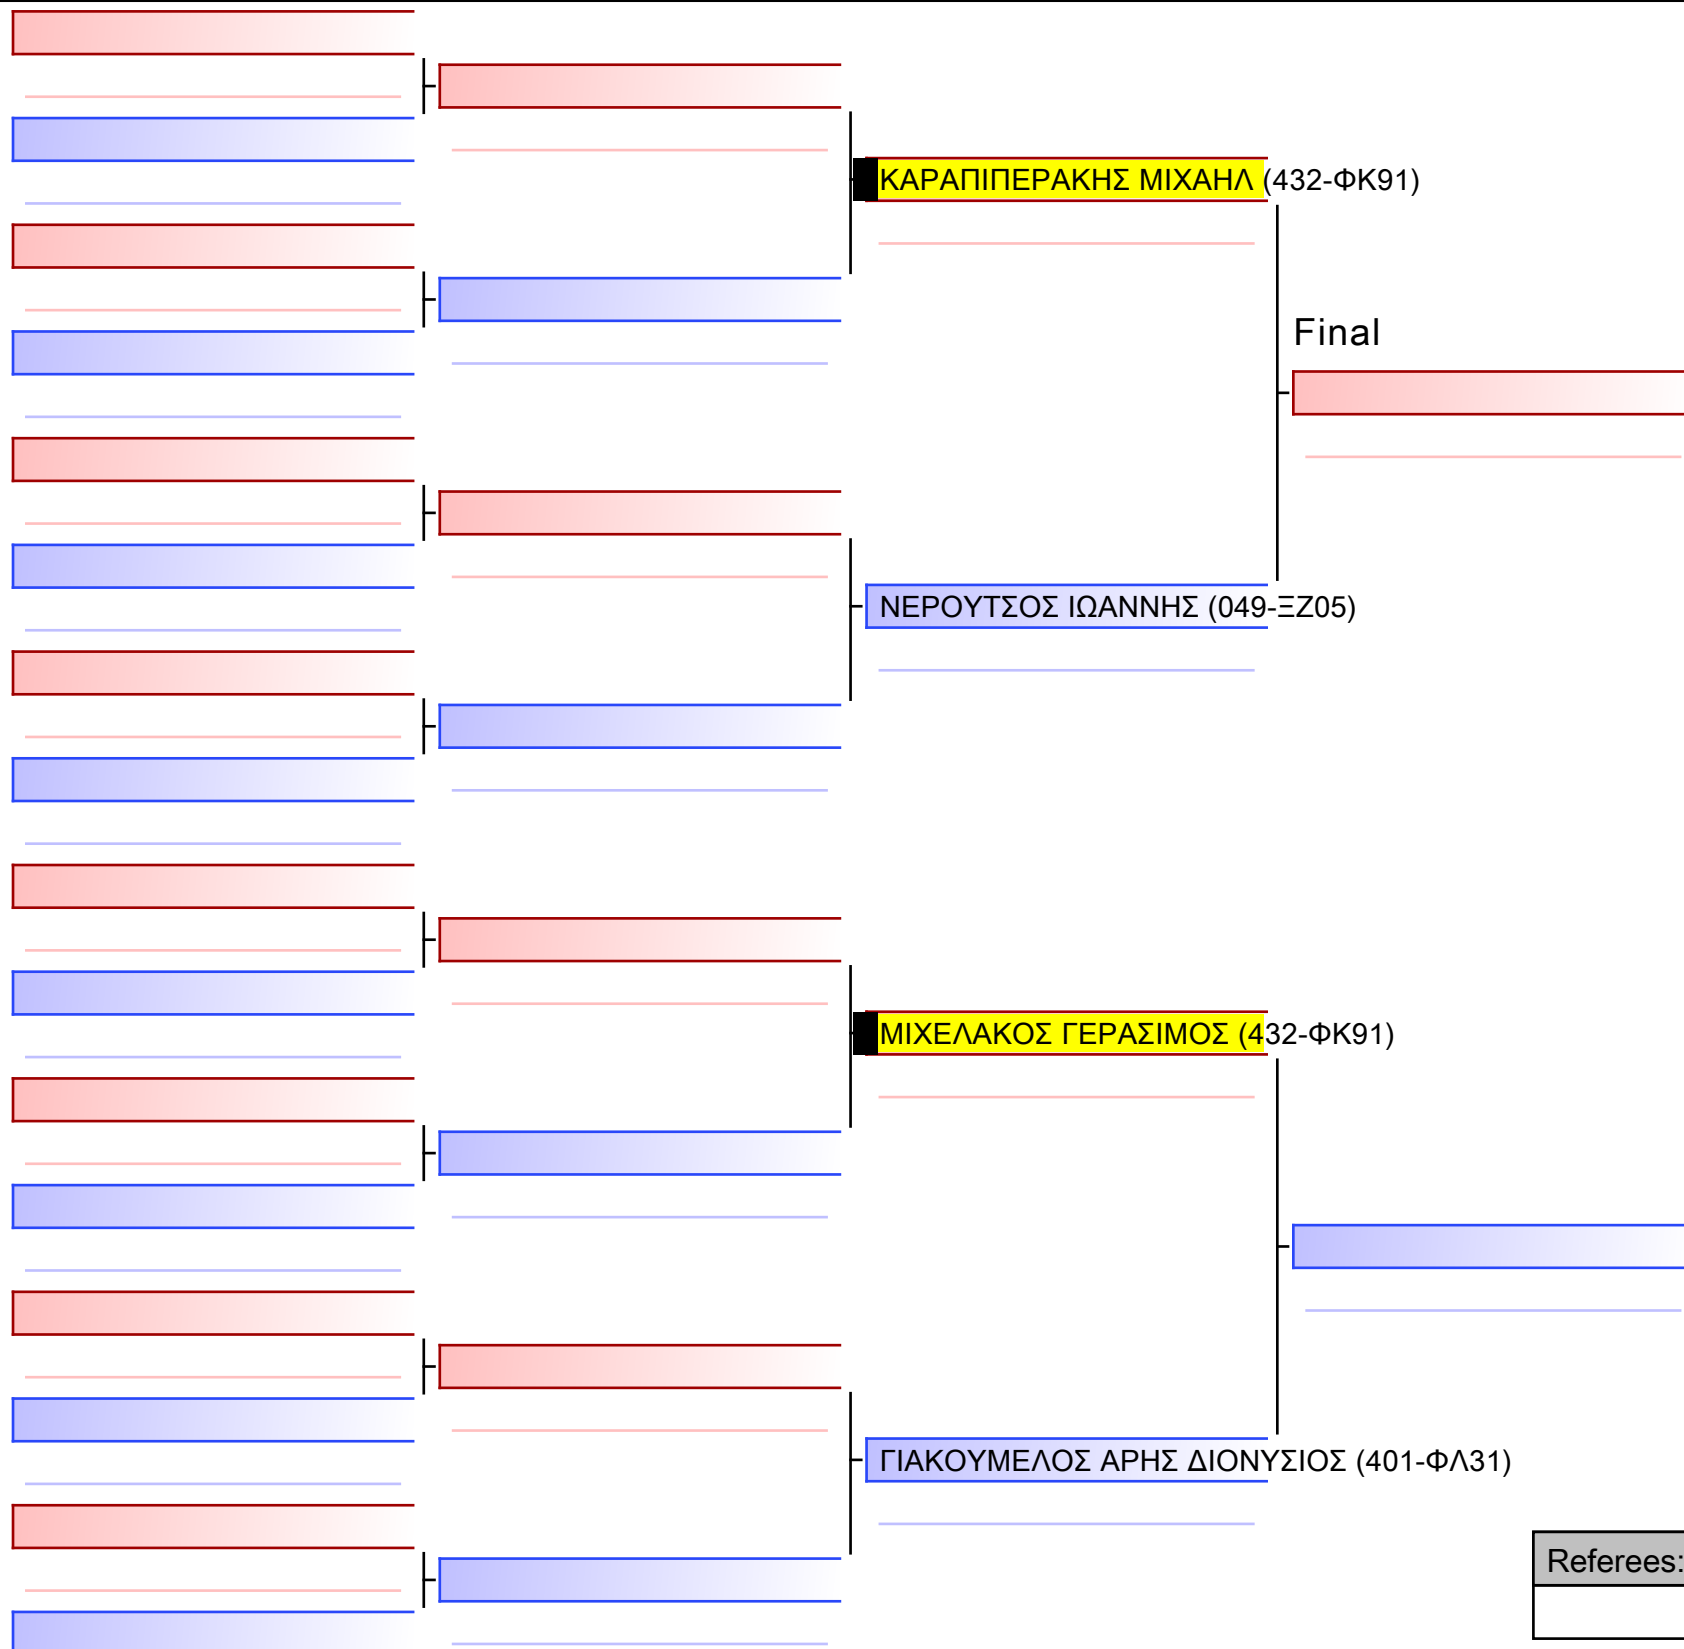 ΚΑΡΑΠΙΠΕΡΑΚΗΣ ΜΙΧΑΗΛ (432-ΦΚ91)
Final
ΝΕΡΟΥΤΣΟΣ ΙΩΑΝΝΗΣ (049-ΞΖ05)
ΜΙΧΕΛΑΚΟΣ ΓΕΡΑΣΙΜΟΣ (432-ΦΚ91)
ΓΙΑΚΟΥΜΕΛΟΣ ΑΡΗΣ ΔΙΟΝΥΣΙΟΣ (401-ΦΛ31)
Referees: